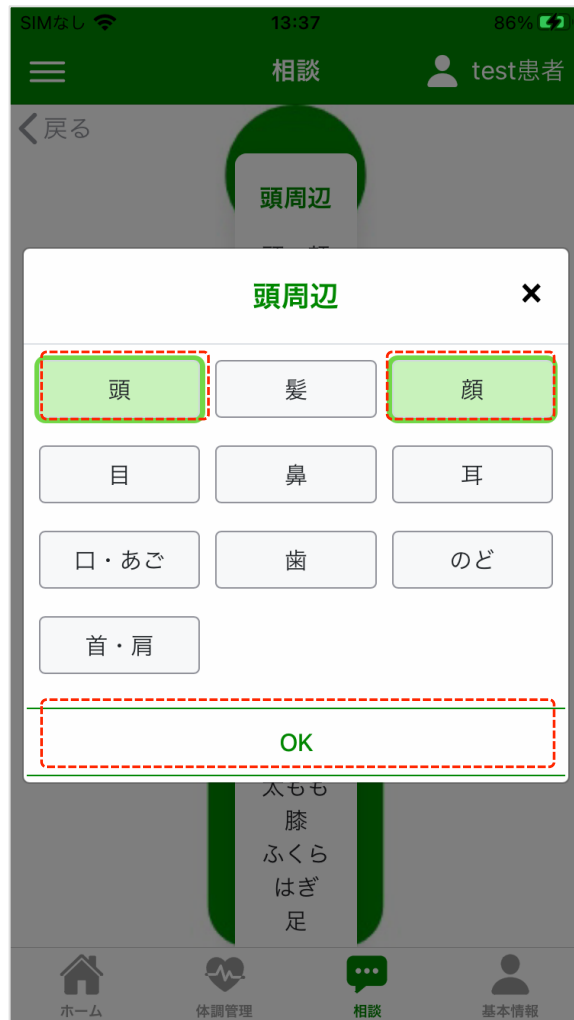 SIMなし 13:37 86%
相談 test患者
戻る
頭周辺
頭周辺 ×
頭 髪 顔
目 鼻 耳
口・あご 歯 のど
首・肩
OK
太もも
膝
ふくら
はぎ
足
ホーム 体調管理 相談 基本情報